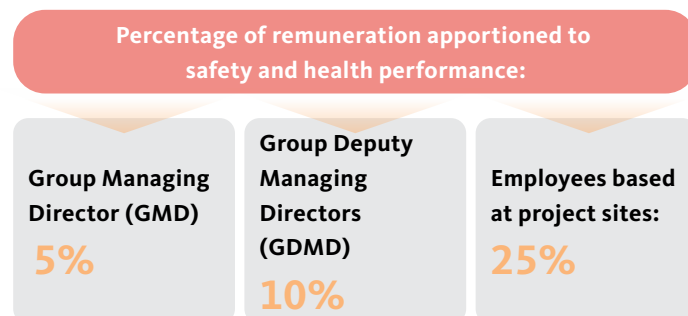 Percentage of remuneration apportioned to
safety and health performance:
Group Managing
Director (GMD)
5%
Group Deputy
Managing
Directors
(GDMD)
10%
Employees based
at project sites:
25%